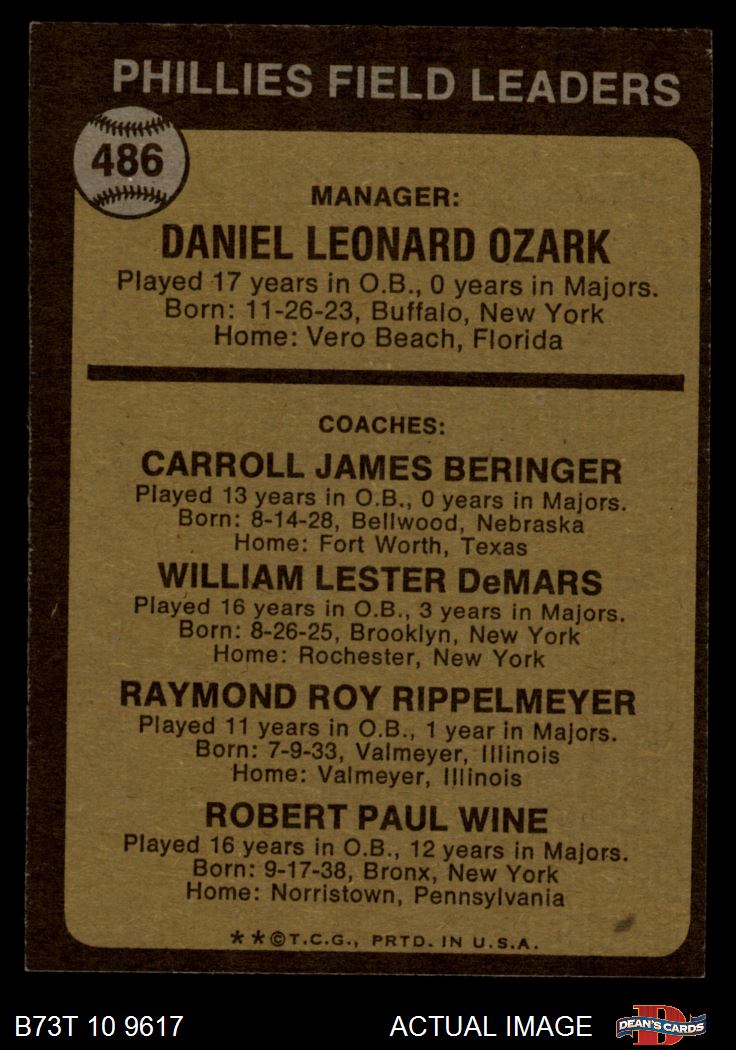 PHILLIES FIELD LEADERS
486
MANAGER:
DANIEL LEONARD OZARK
Played 17 years in O.B., 0 years in Majors.
Born: 11-26-23, Buffalo, New York
Home: Vero Beach, Florida
COACHES:
CARROLL JAMES BERINGER
Played 13 years in O.B., 0 years in Majors.
Born: 8-14-28, Bellwood, Nebraska
Home: Fort Worth, Texas
WILLIAM LESTER DeMARS
Played 16 years in O.B., 3 years in Majors.
Born: 8-26-25, Brooklyn, New York
Home: Rochester, New York
RAYMOND ROY RIPPELMEYER
Played 11 years in O.B., 1 year in Majors.
Born: 7-9-33, Valmeyer, Illinois
Home: Valmeyer, Illinois
ROBERT PAUL WINE
Played 16 years in O.B., 12 years in Majors.
Born: 9-17-38, Bronx, New York
Home: Norristown, Pennsylvania
**©T.C.G., PRTD. IN U.S.A.
B73T 10 9617 ACTUAL IMAGE D DEAN'S CARDS